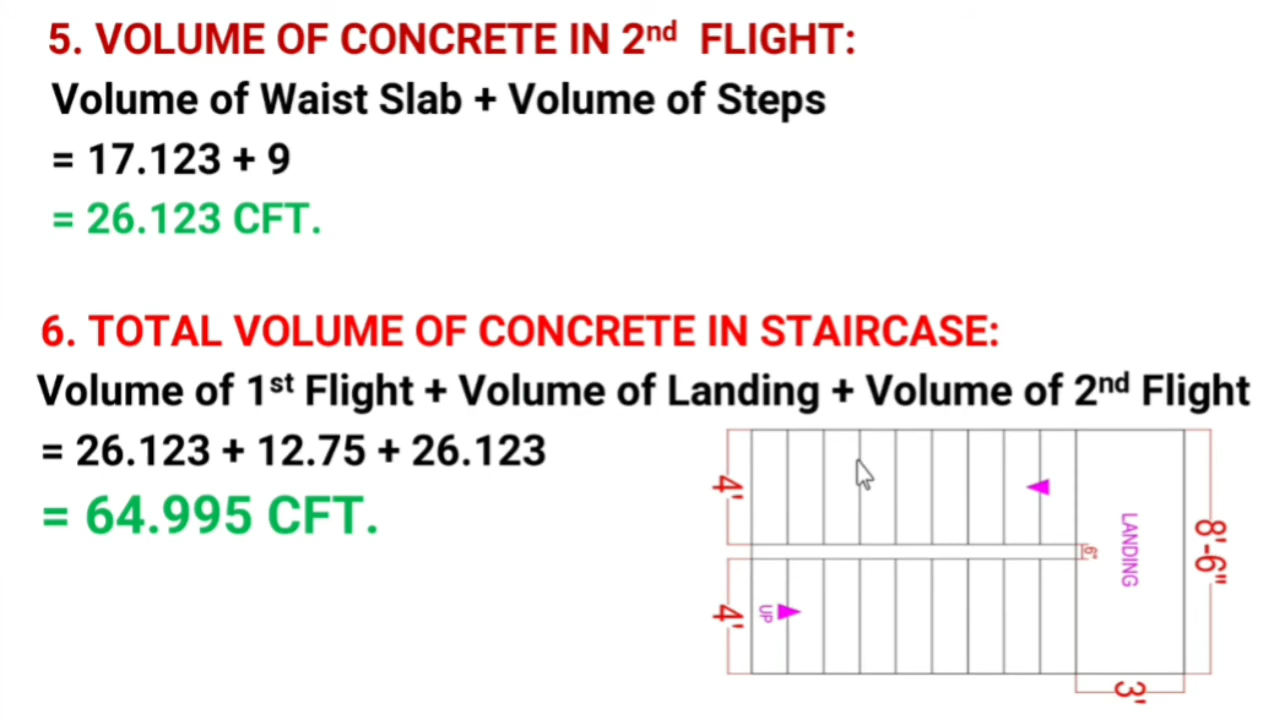 5. VOLUME OF CONCRETE IN 2nd FLIGHT:
Volume of Waist Slab + Volume of Steps
= 17.123 + 9
= 26.123 CFT.
6. TOTAL VOLUME OF CONCRETE IN STAIRCASE:
Volume of 1st Flight + Volume of Landing + Volume of 2nd Flight
= 26.123 + 12.75 + 26.123
= 64.995 CFT.
4'
LANDING
8'-6"
6"
4'
UP
3'